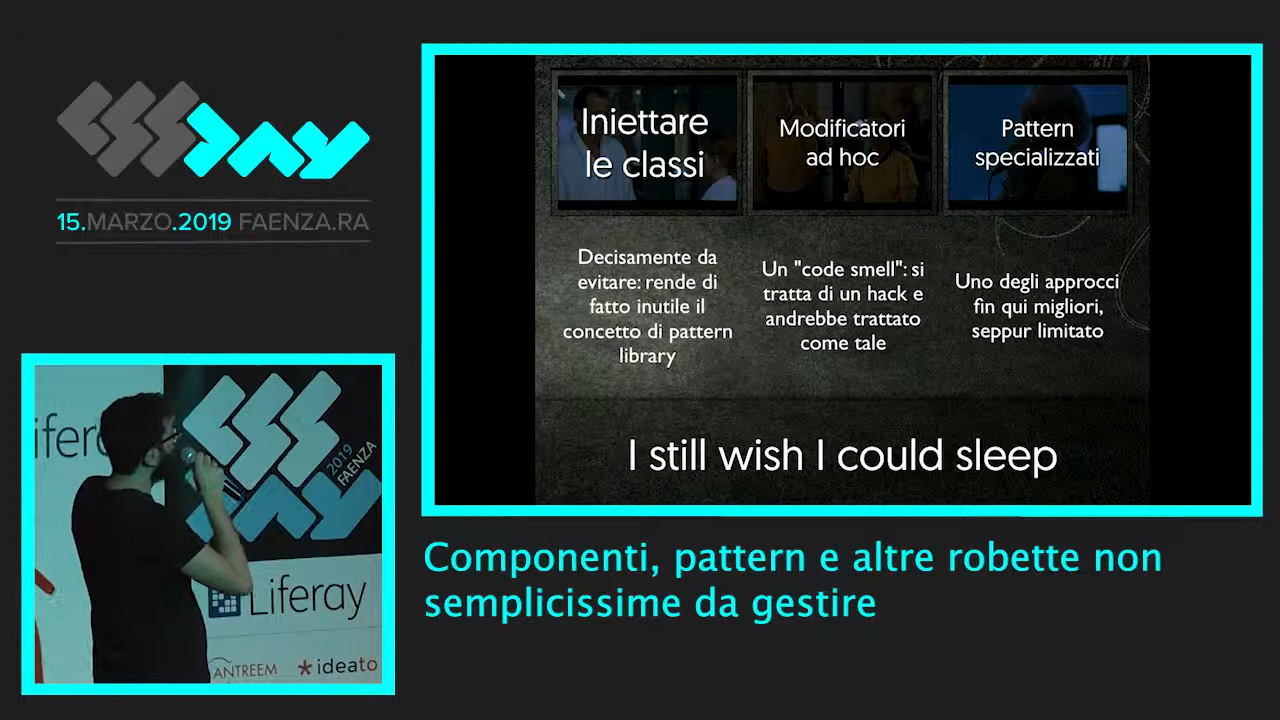 CSS DAY
15.MARZO.2019 FAENZA.RA
Iniettare
le classi
Decisamente da
evitare: rende di
fatto inutile il
concetto di pattern
library
Modificatori
ad hoc
Un "code smell": si
tratta di un hack e
andrebbe trattato
come tale
Pattern
specializzati
Uno degli approcci
fin qui migliori,
seppur limitato
I still wish I could sleep
Componenti, pattern e altre robette non
semplicissime da gestire
lifer
2019
FAENZA
Liferay
ANTREEM
ideato